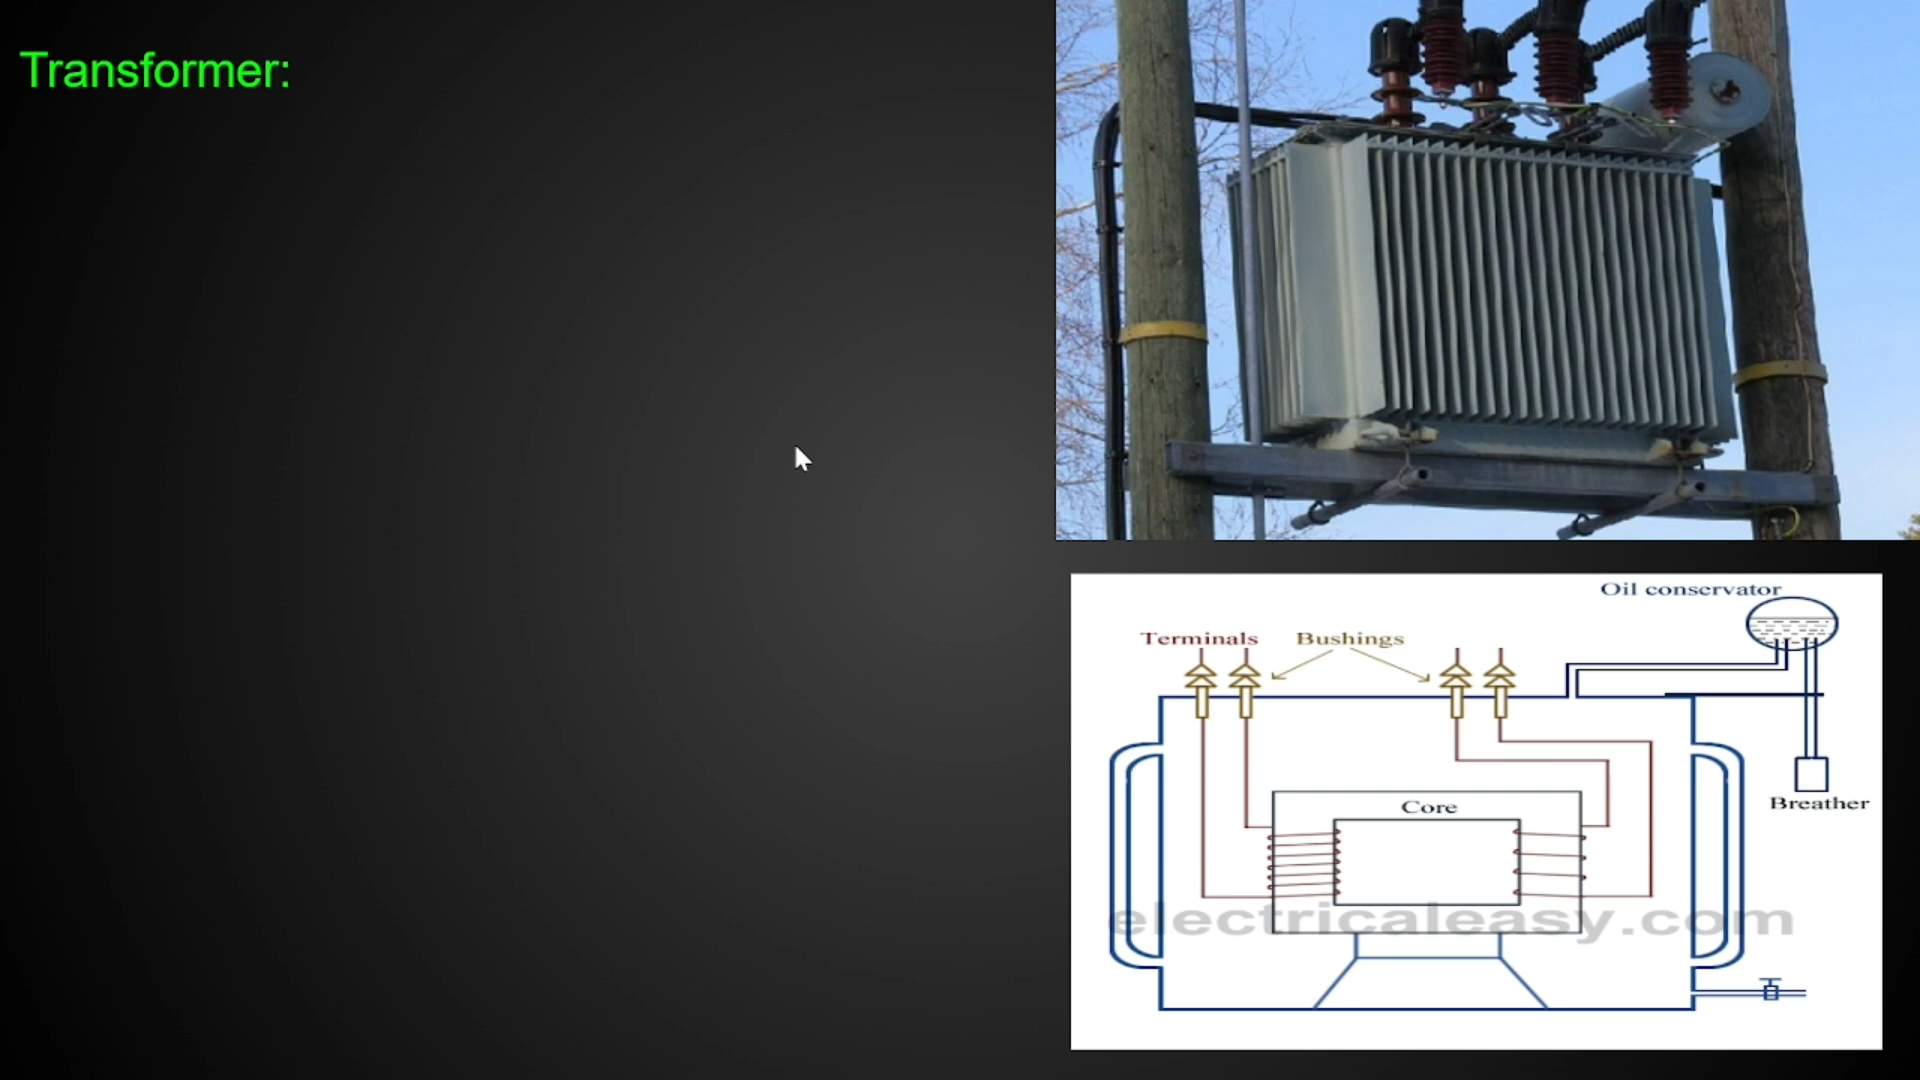 Transformer:
Oil conservator
Terminals Bushings
Breather
Core
electricaleasy.com